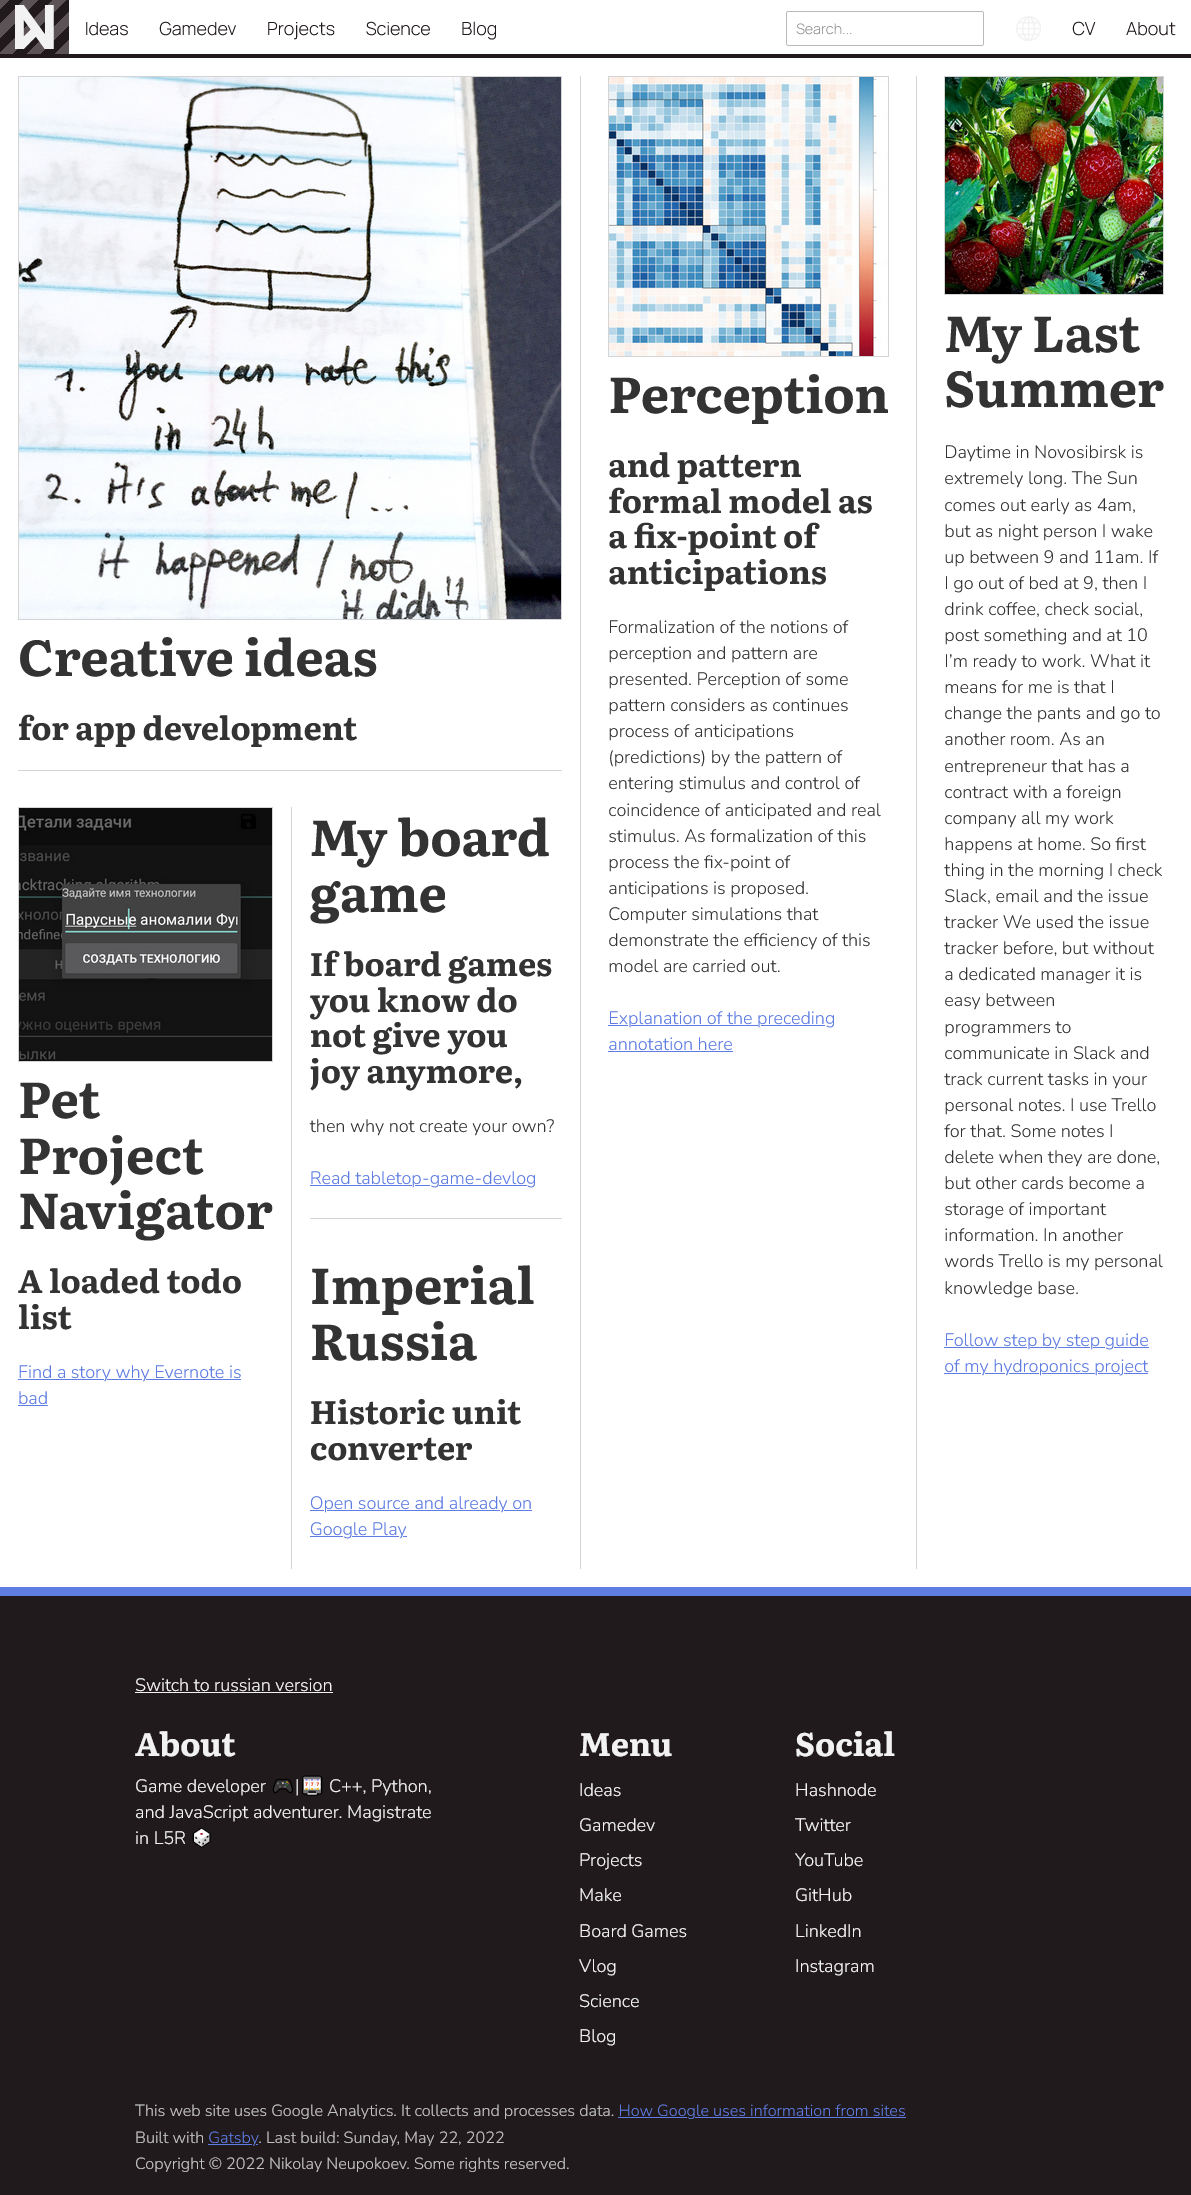 N
Ideas
Gamedev
Projects
Science
Blog
Search...
CV
About
1. you can rate this
in 24h
2. it's about me / ...
it happened / not
it didn't
Creative ideas
for app development
Детали задачи
Задайте имя технологии
Парусные аномалии
СОЗДАТЬ ТЕХНОЛОГИЮ
оценить время
Pet
Project
Navigator
A loaded todo
list
Find a story why Evernote is
bad
My board
game
If board games
you know do
not give you
joy anymore,
then why not create your own?
Read tabletop-game-devlog
Imperial
Russia
Historic unit
converter
Open source and already on
Google Play
Perception
and pattern
formal model as
a fix-point of
anticipations
Formalization of the notions of
perception and pattern are
presented. Perception of some
pattern considers as continues
process of anticipations
(predictions) by the pattern of
entering stimulus and control of
coincidence of anticipated and real
stimulus. As formalization of this
process the fix-point of
anticipations is proposed.
Computer simulations that
demonstrate the efficiency of this
model are carried out.
Explanation of the preceding
annotation here
My Last
Summer
Daytime in Novosibirsk is
extremely long. The Sun
comes out early as 4am,
but as night person I wake
up between 9 and 11am. If
I go out of bed at 9, then I
drink coffee, check social,
post something and at 10
I'm ready to work. What it
means for me is that I
change the pants and go to
another room. As an
entrepreneur that has a
contract with a foreign
company all my work
happens at home. So first
thing in the morning I check
Slack, email and the issue
tracker We used the issue
tracker before, but without
a dedicated manager it is
easy between
programmers to
communicate in Slack and
track current tasks in your
personal notes. I use Trello
for that. Some notes I
delete when they are done,
but other cards become a
storage of important
information. In another
words Trello is my personal
knowledge base.
Follow step by step guide
of my hydroponics project
Switch to russian version
About
Game developer 🎮|🎴 C++, Python,
and JavaScript adventurer. Magistrate
in L5R 🎲
Menu
Ideas
Gamedev
Projects
Make
Board Games
Vlog
Science
Blog
Social
Hashnode
Twitter
YouTube
GitHub
LinkedIn
Instagram
This web site uses Google Analytics. It collects and processes data. How Google uses information from sites
Built with Gatsby. Last build: Sunday, May 22, 2022
Copyright © 2022 Nikolay Neupokoev. Some rights reserved.